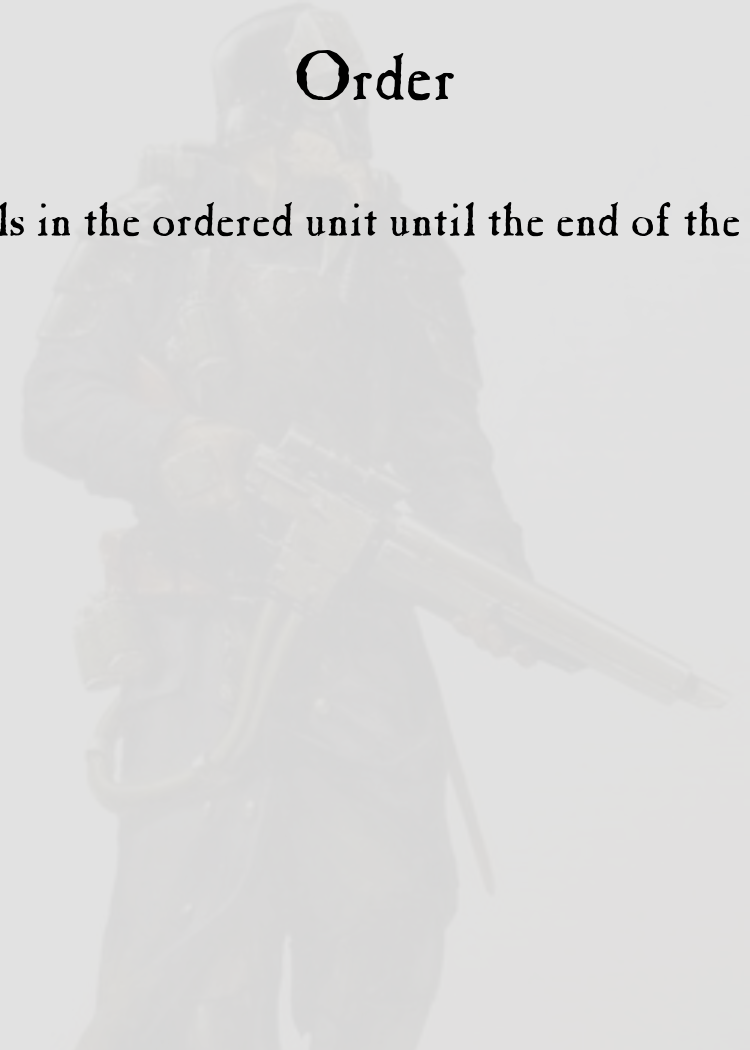 Order
ls in the ordered unit until the end of the